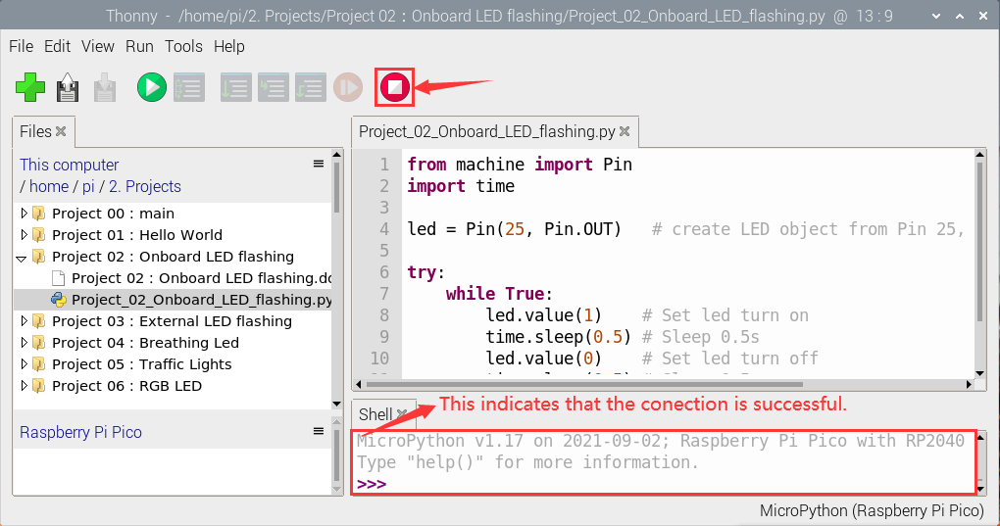 Thonny - /home/pi/2. Projects/Project 02 : Onboard LED flashing/Project_02_Onboard_LED_flashing.py @ 13 : 9
File Edit View Run Tools Help
Files
This computer
/ home / pi / 2. Projects
Project 00 : main
Project 01 : Hello World
Project 02 : Onboard LED flashing
Project 02 : Onboard LED flashing.do
Project_02_Onboard_LED_flashing.py
Project 03 : External LED flashing
Project 04 : Breathing Led
Project 05 : Traffic Lights
Project 06 : RGB LED
Raspberry Pi Pico
Project_02_Onboard_LED_flashing.py
1 from machine import Pin
2 import time
3
4 led = Pin(25, Pin.OUT) # create LED object from Pin 25,
5
6 try:
7 while True:
8 led.value(1) # Set led turn on
9 time.sleep(0.5) # Sleep 0.5s
10 led.value(0) # Set led turn off
Shell
This indicates that the conection is successful.
MicroPython v1.17 on 2021-09-02; Raspberry Pi Pico with RP2040
Type "help()" for more information.
>>>
MicroPython (Raspberry Pi Pico)